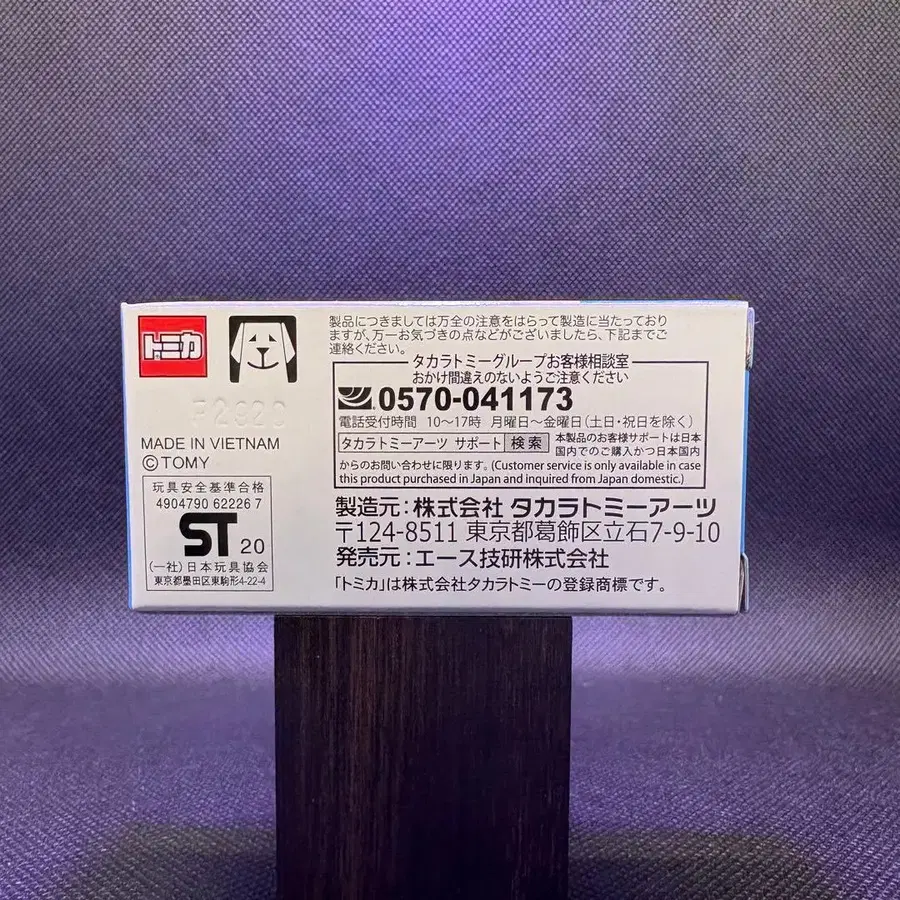 トミカ
MADE IN VIETNAM
©TOMY
玩具安全基準合格
4904790 62226 7
ST 20
(一社)日本玩具協会
東京都墨田区東駒形4-22-4
製品につきましては万全の注意をはらって製造に当たっており
ますが、万一お気づきの点などがございましたら、下記までご
連絡ください。
タカラトミーグループお客様相談室
おかけ間違えのないようご注意ください
0570-041173
電話受付時間 10〜17時 月曜日〜金曜日(土日・祝日を除く)
タカラトミーアーツ サポート 検索
本製品のお客様サポートは日本
国内でのご購入かつ日本国内
からのお問い合わせに限ります。(Customer service is only available in case
this product purchased in Japan and inquired from Japan domestic.)
製造元：株式会社 タカラトミーアーツ
〒124-8511 東京都葛飾区立石7-9-10
発売元：エース技研株式会社
「トミカ」は株式会社タカラトミーの登録商標です。